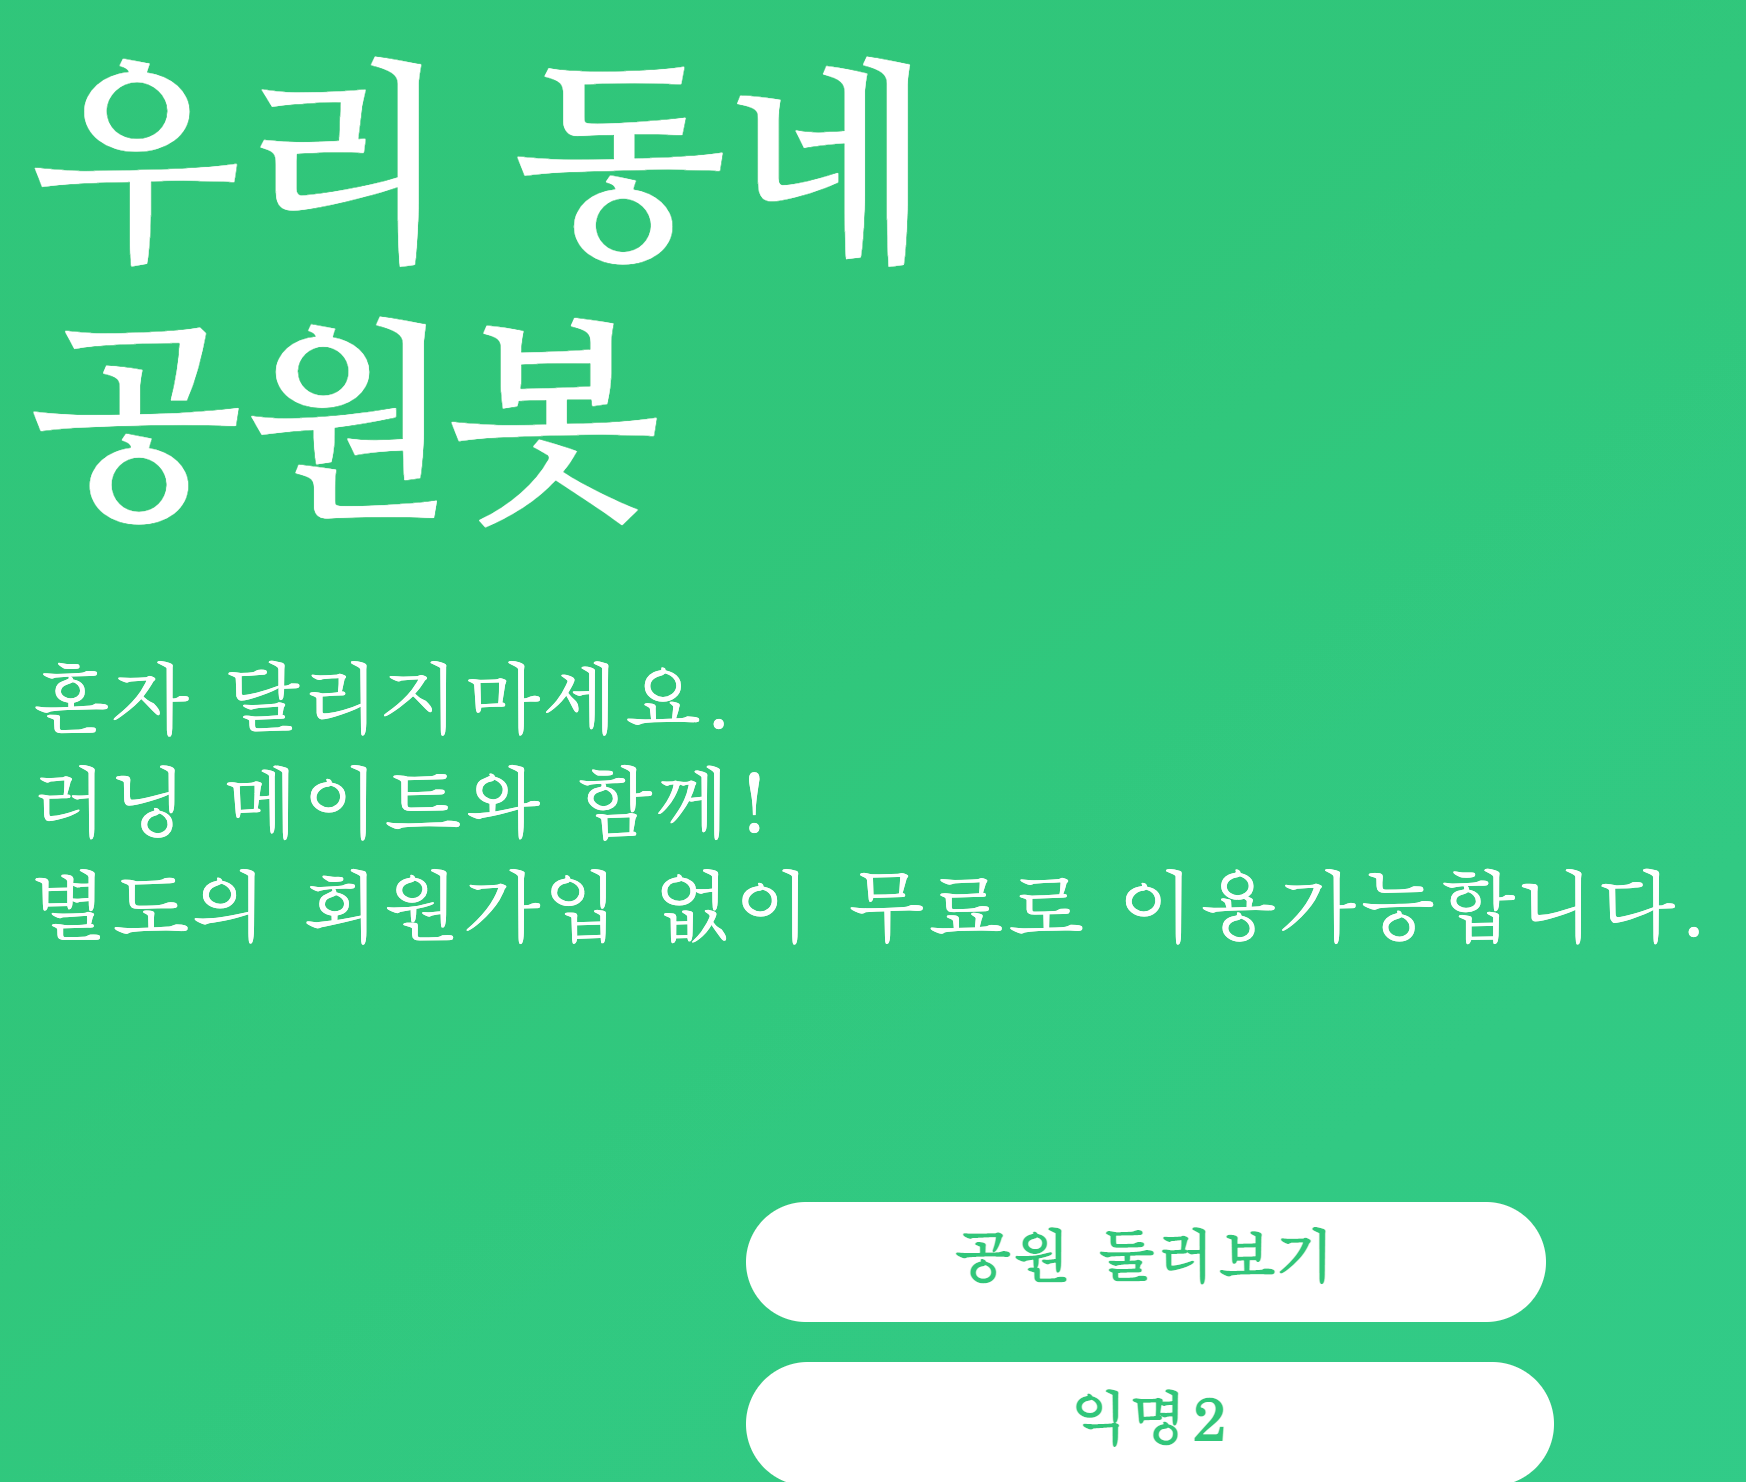 우리 동네
공원봇
혼자 달리지마세요.
러닝 메이트와 함께!
별도의 회원가입 없이 무료로 이용가능합니다.
공원 둘러보기
익명2